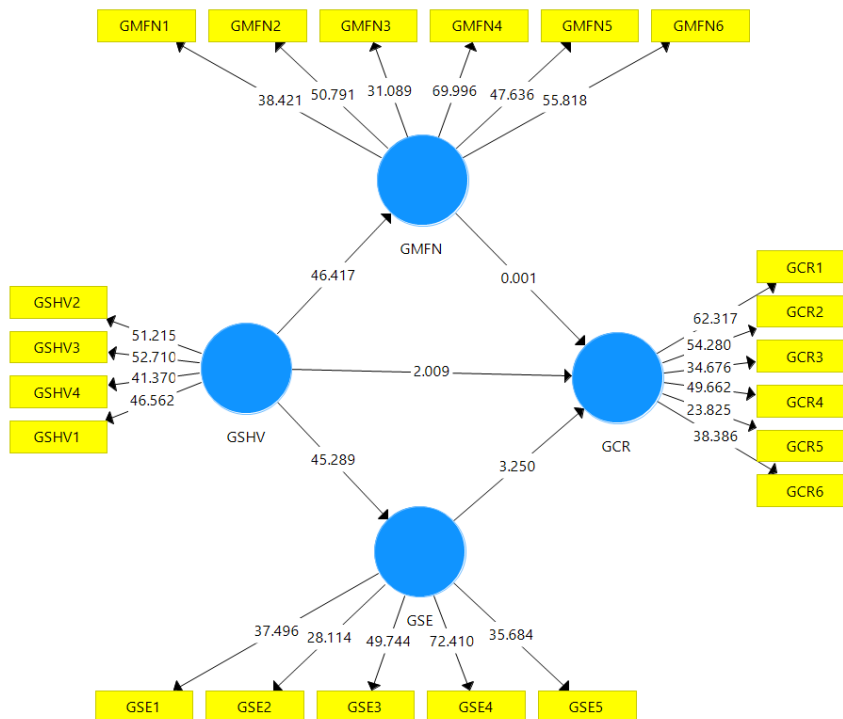 GMFN1 GMFN2 GMFN3 GMFN4 GMFN5 GMFN6
38.421 50.791 31.089 69.996 47.636 55.818
GMFN
46.417 0.001
GSHV2
GSHV3
GSHV4
GSHV1
51.215
52.710
41.370
46.562
GSHV
2.009
GCR
62.317
54.280
34.676
49.662
23.825
38.386
GCR1
GCR2
GCR3
GCR4
GCR5
GCR6
45.289 3.250
GSE
37.496 28.114 49.744 72.410 35.684
GSE1 GSE2 GSE3 GSE4 GSE5